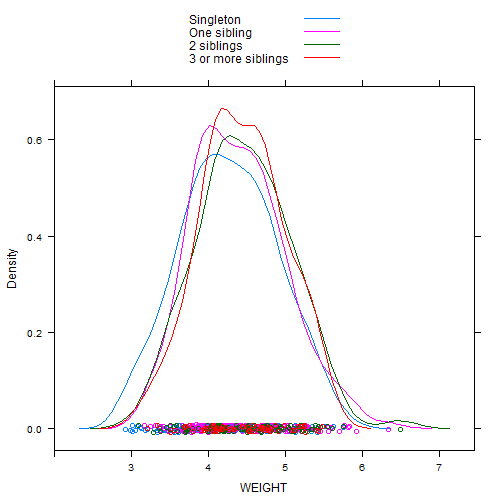 Singleton
One sibling
2 siblings
3 or more siblings
0.6
0.4
0.2
0.0
Density
3 4 5 6 7
WEIGHT